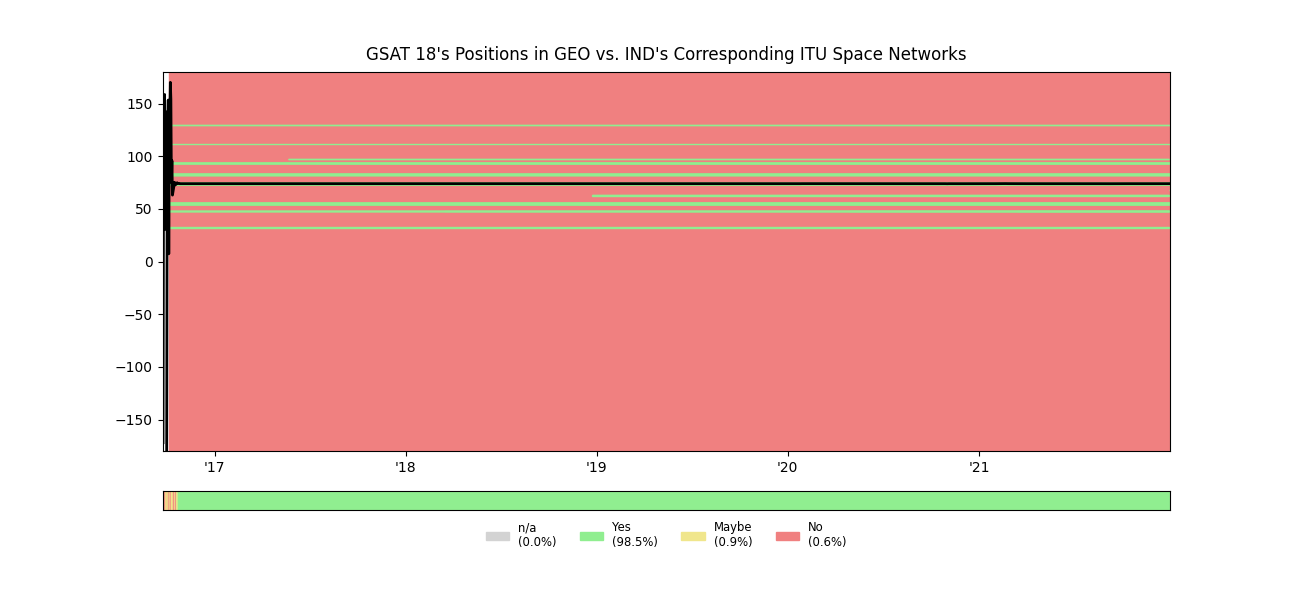 GSAT 18's Positions in GEO vs. IND's Corresponding ITU Space Networks
150
100
50
0
−50
−100
−150
'17 '18 '19 '20 '21
n/a Yes Maybe No
(0.0%) (98.5%) (0.9%) (0.6%)